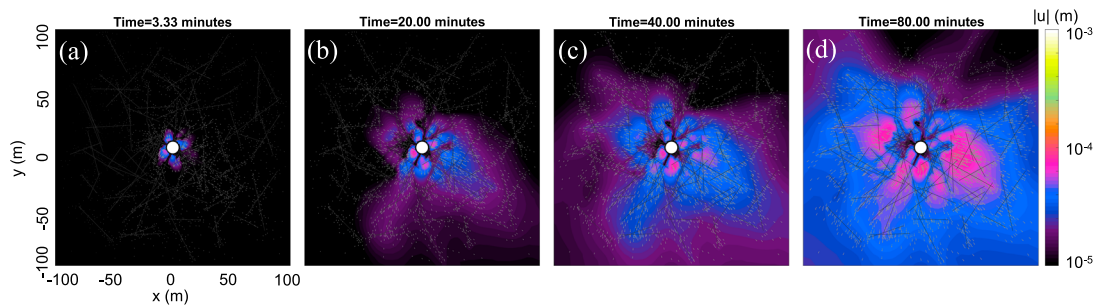 Time=3.33 minutes
Time=20.00 minutes
Time=40.00 minutes
Time=80.00 minutes
|u| (m)
(a)
(b)
(c)
(d)
100
50
0
-50
-100
y (m)
-100
-50
0
50
100
x (m)
10-3
10-4
10-5